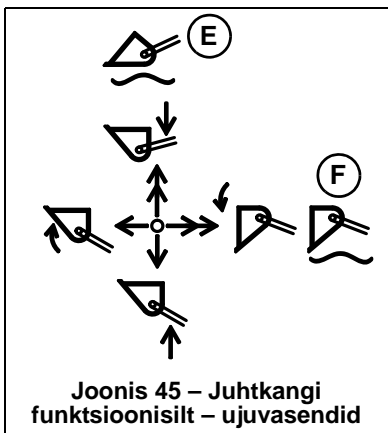 E
F
Joonis 45 – Juhtkangi
funktsioonisilt – ujuvasendid